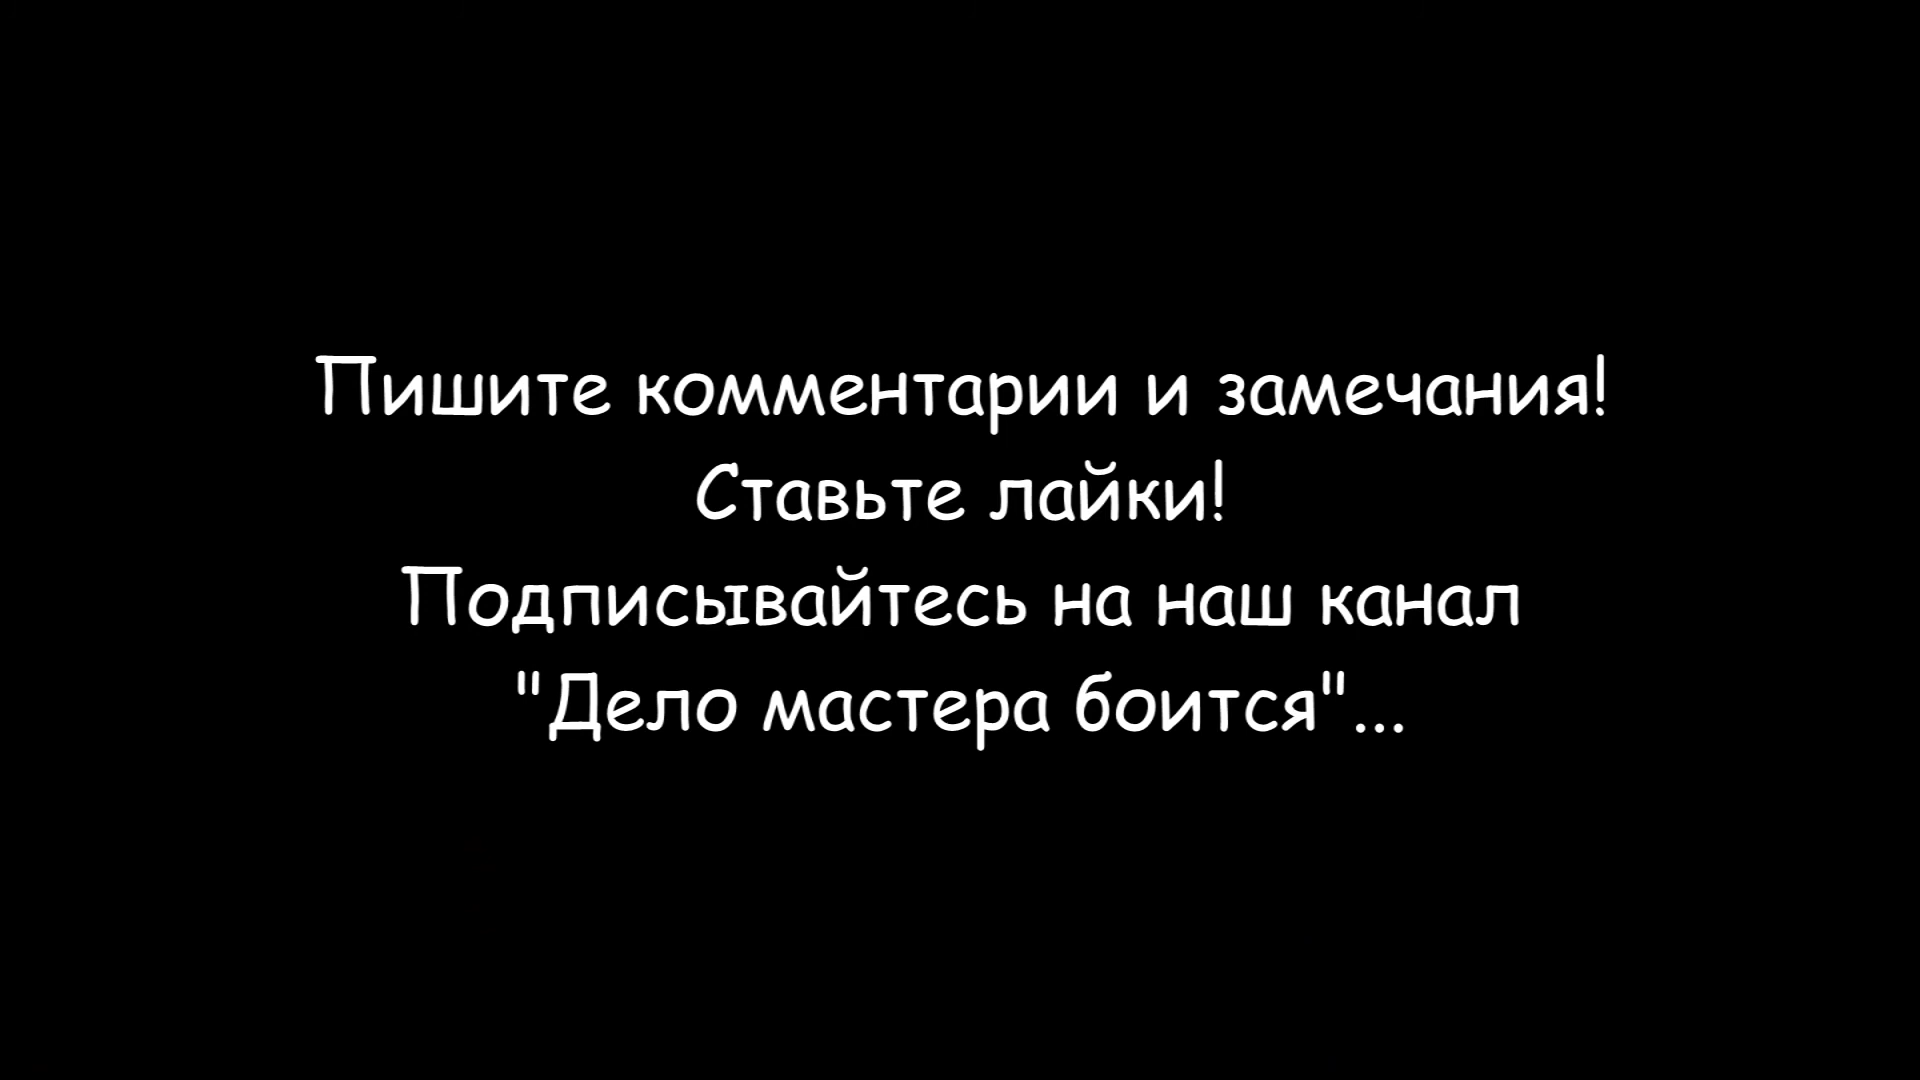 Пишите комментарии и замечания!
Ставьте лайки!
Подписывайтесь на наш канал
"Дело мастера боится"...